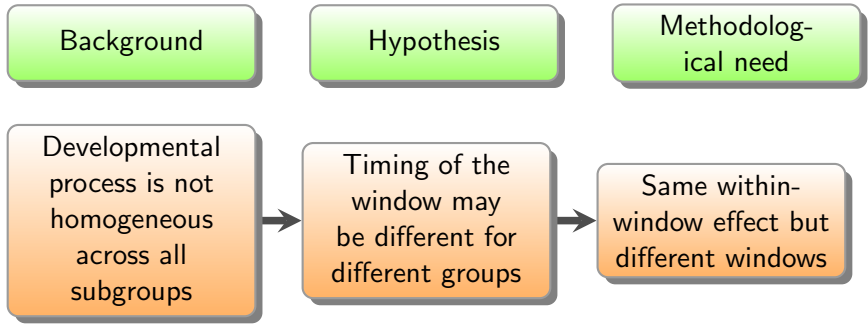 Background
Hypothesis
Methodolog-
ical need
Developmental
process is not
homogeneous
across all
subgroups
Timing of the
window may
be different for
different groups
Same within-
window effect but
different windows